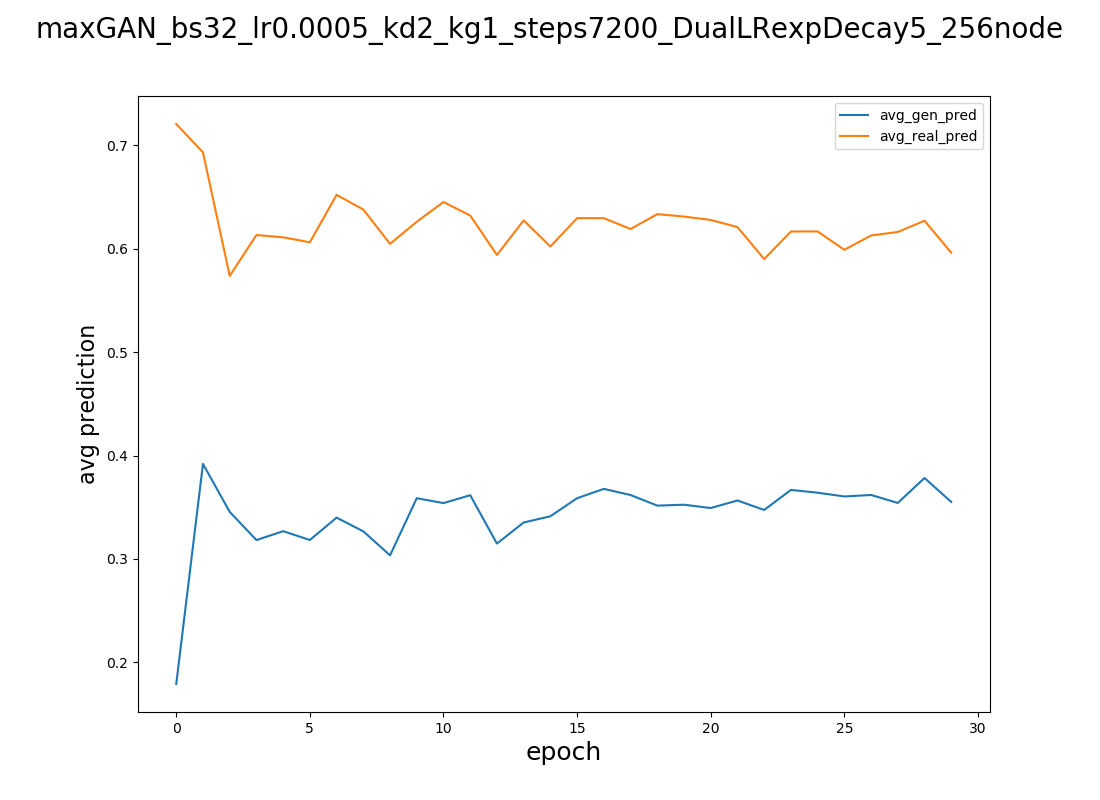 maxGAN_bs32_lr0.0005_kd2_kg1_steps7200_DualLRexpDecay5_256node
avg_gen_pred
avg_real_pred
0.7
0.6
0.5
0.4
0.3
0.2
avg prediction
0 5 10 15 20 25 30
epoch